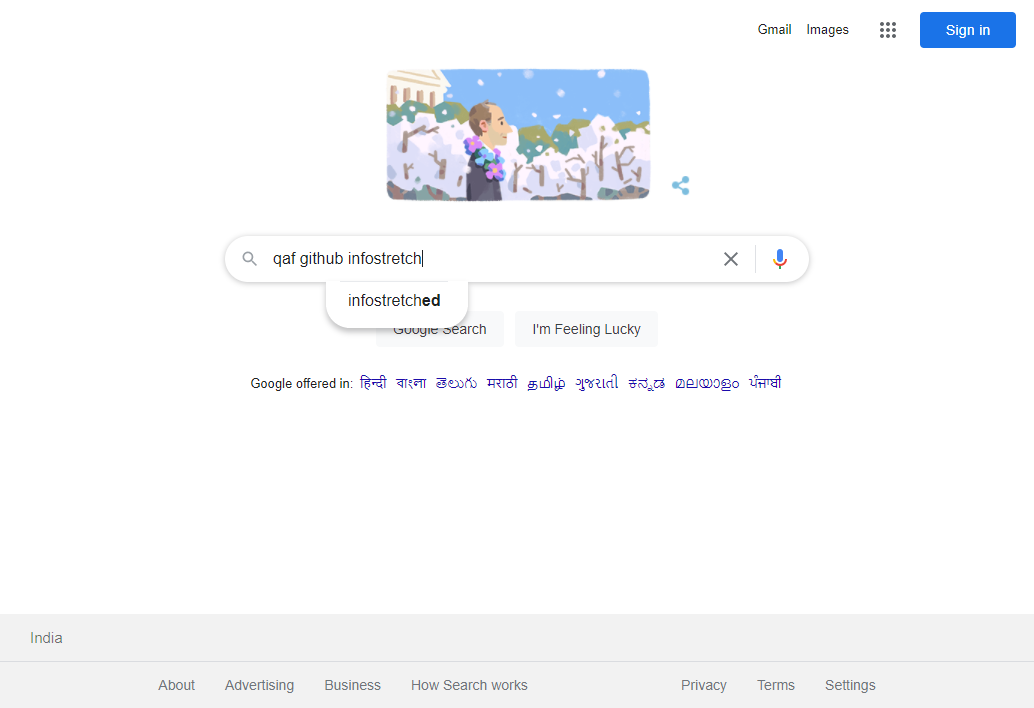 Gmail Images Sign in
qaf github infostretch
infostretched
Google Search I'm Feeling Lucky
Google offered in: हिन्दी বাংলা తెలుగు मराठी தமிழ் ગુજરાતી ಕನ್ನಡ മലയാളം ਪੰਜਾਬੀ
India
About Advertising Business How Search works Privacy Terms Settings